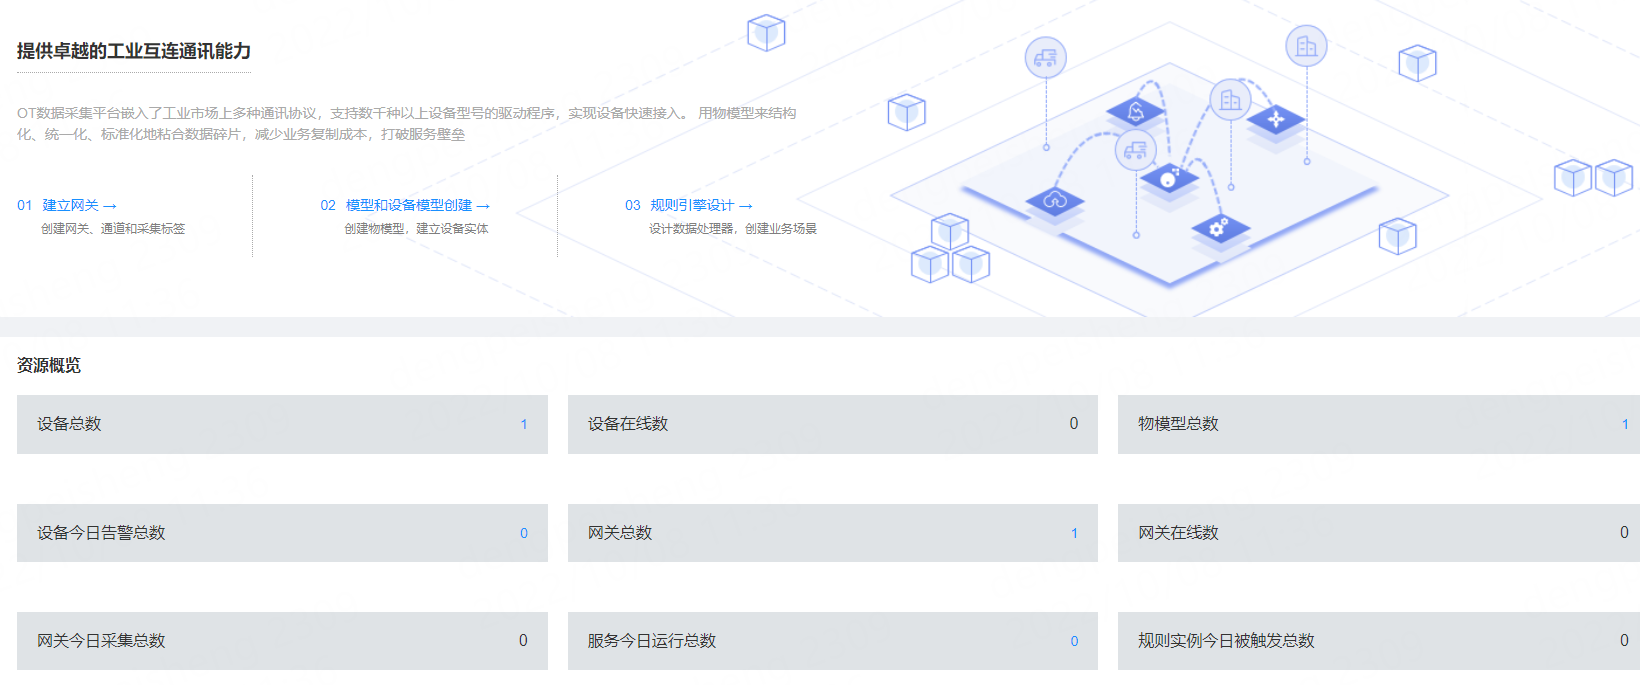 提供卓越的工业互连通讯能力
OT数据采集平台嵌入了工业市场上多种通讯协议，支持数千种以上设备型号的驱动程序，实现设备快速接入。 用物模型来结构
化、统一化、标准化地粘合数据碎片，减少业务复制成本，打破服务壁垒
01 建立网关 →
创建网关、通道和采集标签
02 模型和设备模型创建 →
创建物模型，建立设备实体
03 规则引擎设计 →
设计数据处理器，创建业务场景
资源概览
设备总数 1
设备在线数 0
物模型总数 1
设备今日告警总数 0
网关总数 1
网关在线数 0
网关今日采集总数 0
服务今日运行总数 0
规则实例今日被触发总数 0